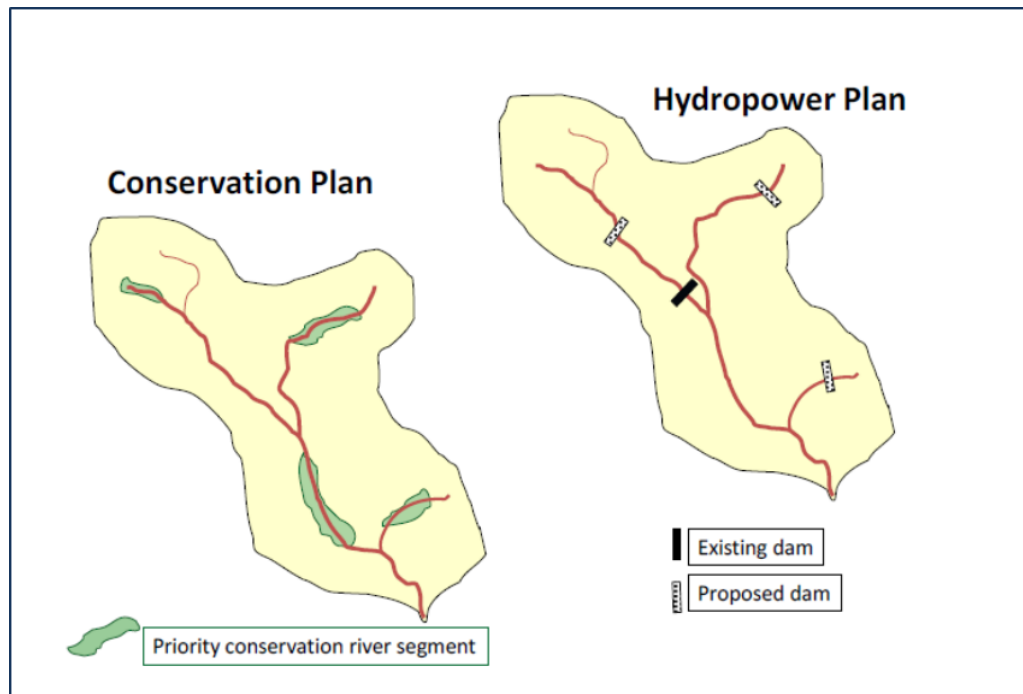 Hydropower Plan
Conservation Plan
Existing dam
Proposed dam
Priority conservation river segment